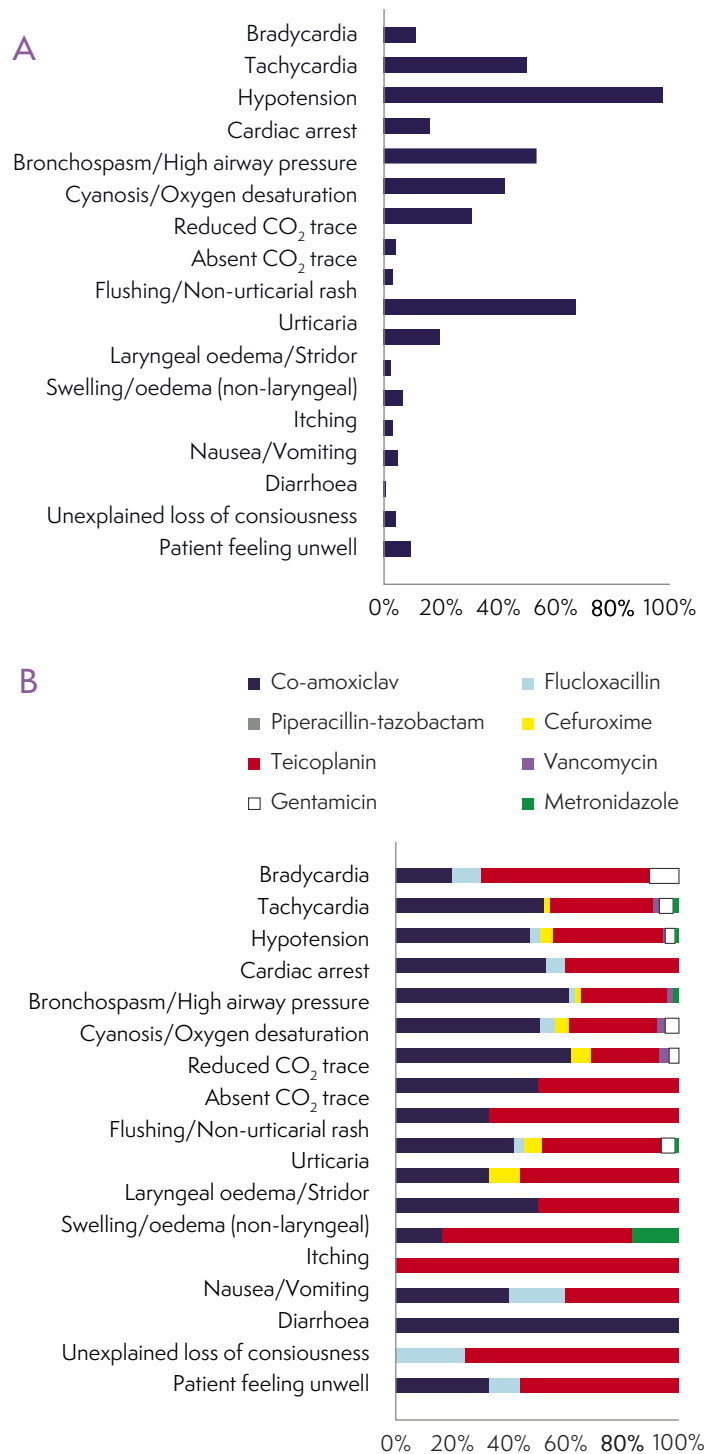 A
Bradycardia
Tachycardia
Hypotension
Cardiac arrest
Bronchospasm/High airway pressure
Cyanosis/Oxygen desaturation
Reduced CO₂ trace
Absent CO₂ trace
Flushing/Non-urticarial rash
Urticaria
Laryngeal oedema/Stridor
Swelling/oedema (non-laryngeal)
Itching
Nausea/Vomiting
Diarrhoea
Unexplained loss of consiousness
Patient feeling unwell
0% 20% 40% 60% 80% 100%
B
Co-amoxiclav Flucloxacillin
Piperacillin-tazobactam Cefuroxime
Teicoplanin Vancomycin
Gentamicin Metronidazole
Bradycardia
Tachycardia
Hypotension
Cardiac arrest
Bronchospasm/High airway pressure
Cyanosis/Oxygen desaturation
Reduced CO₂ trace
Absent CO₂ trace
Flushing/Non-urticarial rash
Urticaria
Laryngeal oedema/Stridor
Swelling/oedema (non-laryngeal)
Itching
Nausea/Vomiting
Diarrhoea
Unexplained loss of consiousness
Patient feeling unwell
0% 20% 40% 60% 80% 100%